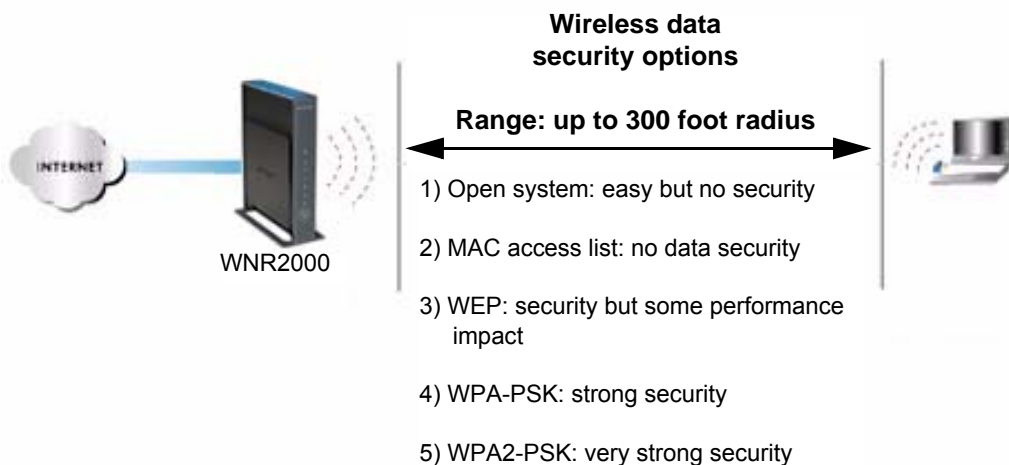 Wireless data
security options
Range: up to 300 foot radius
INTERNET
WNR2000
1) Open system: easy but no security
2) MAC access list: no data security
3) WEP: security but some performance
impact
4) WPA-PSK: strong security
5) WPA2-PSK: very strong security